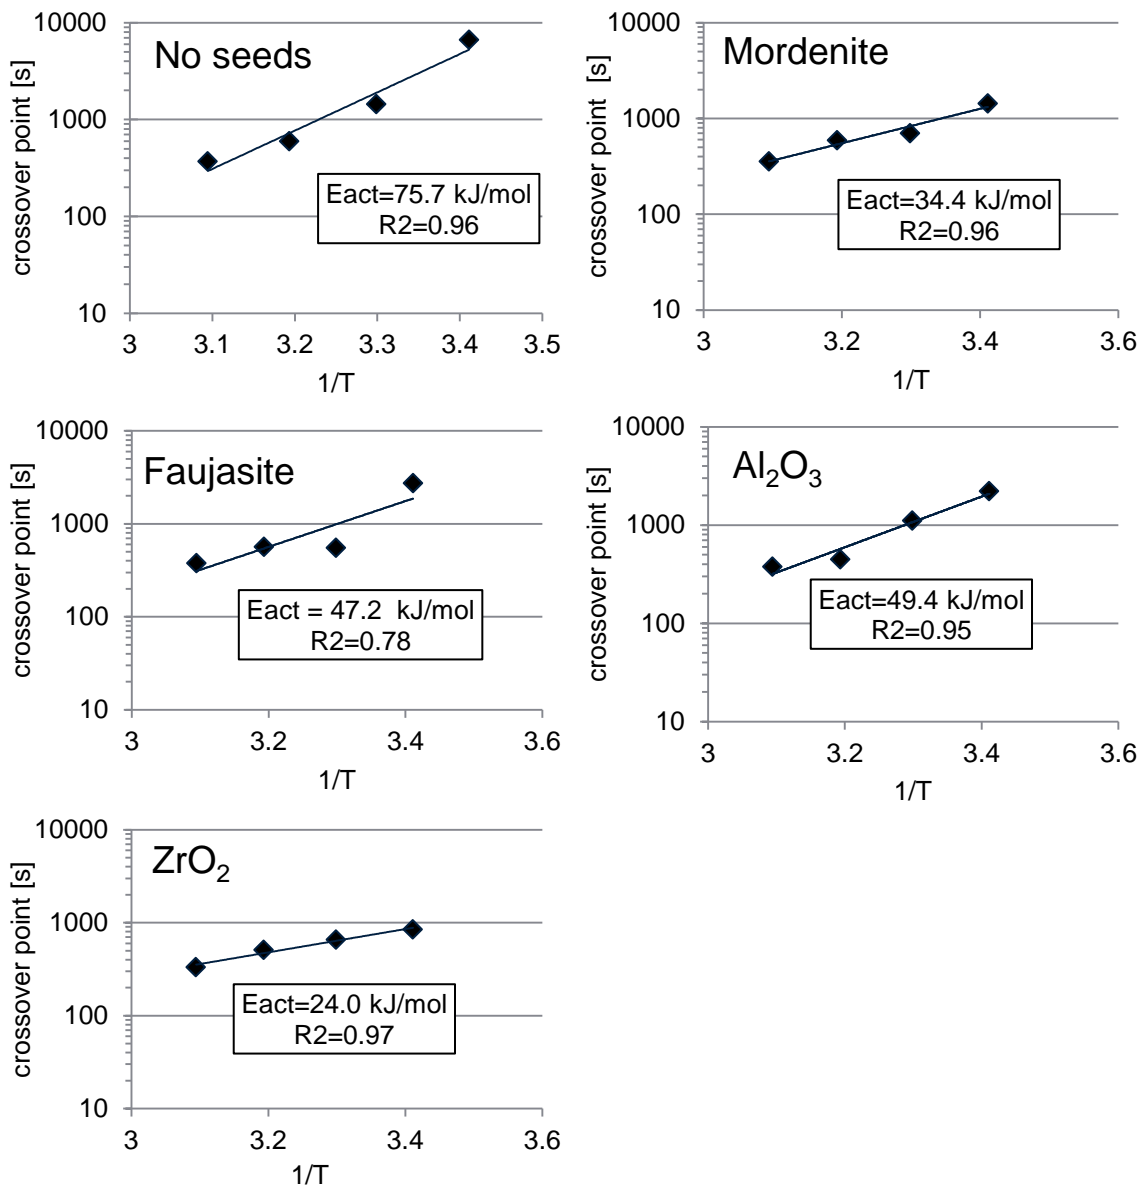 No seeds
crossover point [s]
10000
1000
100
10
3 3.1 3.2 3.3 3.4 3.5
1/T
Eact=75.7 kJ/mol
R2=0.96
Mordenite
crossover point [s]
10000
1000
100
10
3 3.2 3.4 3.6
1/T
Eact=34.4 kJ/mol
R2=0.96
Faujasite
crossover point [s]
10000
1000
100
10
3 3.2 3.4 3.6
1/T
Eact = 47.2 kJ/mol
R2=0.78
Al₂O₃
crossover point [s]
10000
1000
100
10
3 3.2 3.4 3.6
1/T
Eact=49.4 kJ/mol
R2=0.95
ZrO₂
crossover point [s]
10000
1000
100
10
3 3.2 3.4 3.6
1/T
Eact=24.0 kJ/mol
R2=0.97